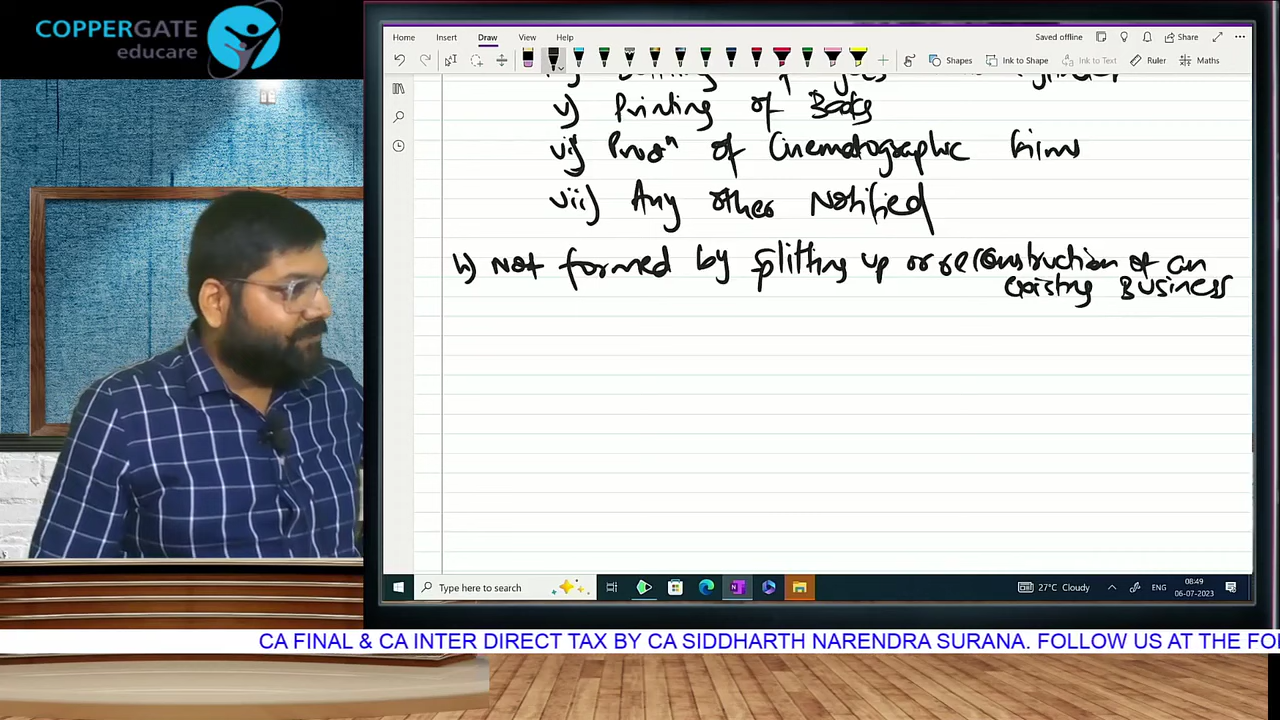 COPPERGATE
educare
Home Insert Draw View Help
Saved offline
Share
Shapes Ink to Shape Ink to Text Ruler Maths
v) Printing of Books
vi) Prodn of Cinematographic films
vii) Any other Notified
h) Not formed by splitting up or reconstruction of an
existing Business
Type here to search
27°C Cloudy
ENG
08:49
06-07-2023
CA FINAL & CA INTER DIRECT TAX BY CA SIDDHARTH NARENDRA SURANA. FOLLOW US AT THE FO